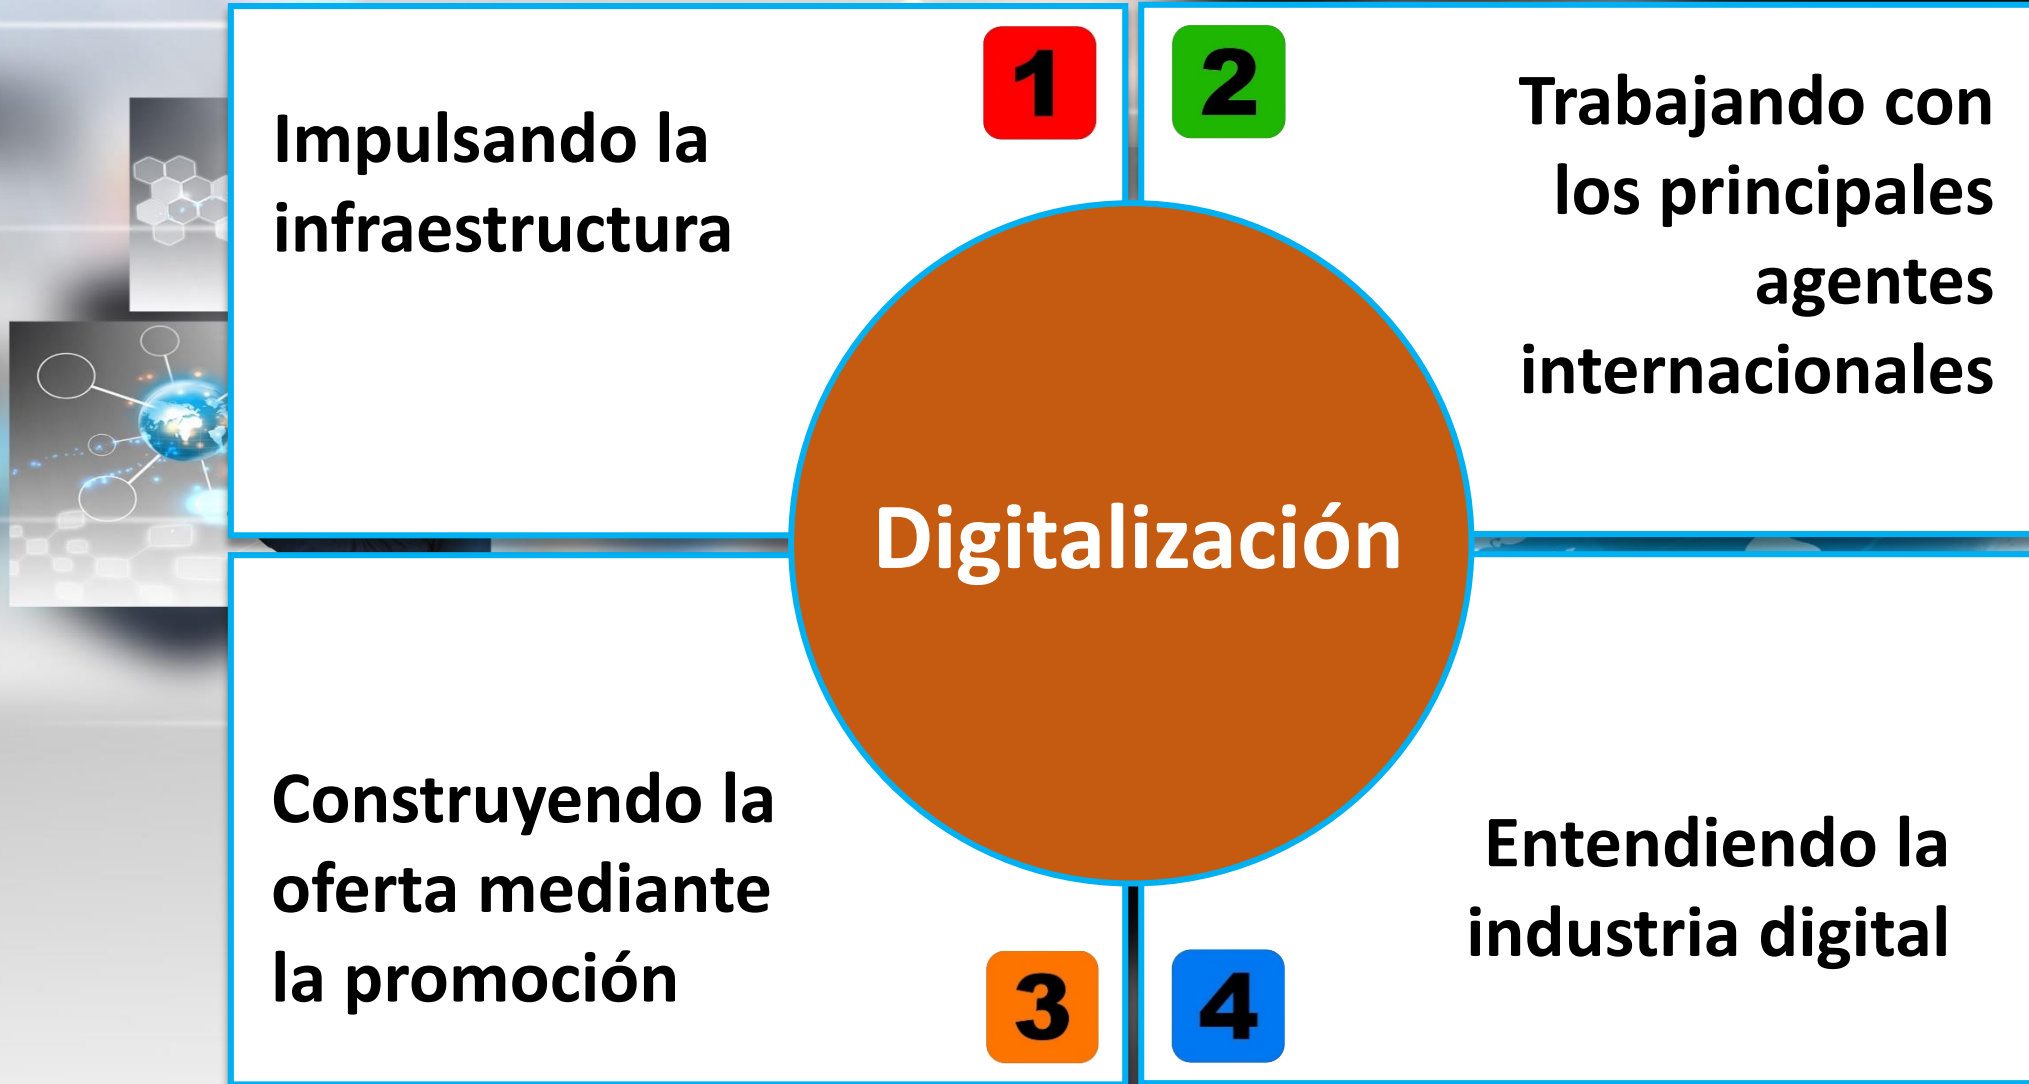 1
Impulsando la
infraestructura
2
Trabajando con
los principales
agentes
internacionales
Digitalización
Construyendo la
oferta mediante
la promoción
3
Entendiendo la
industria digital
4